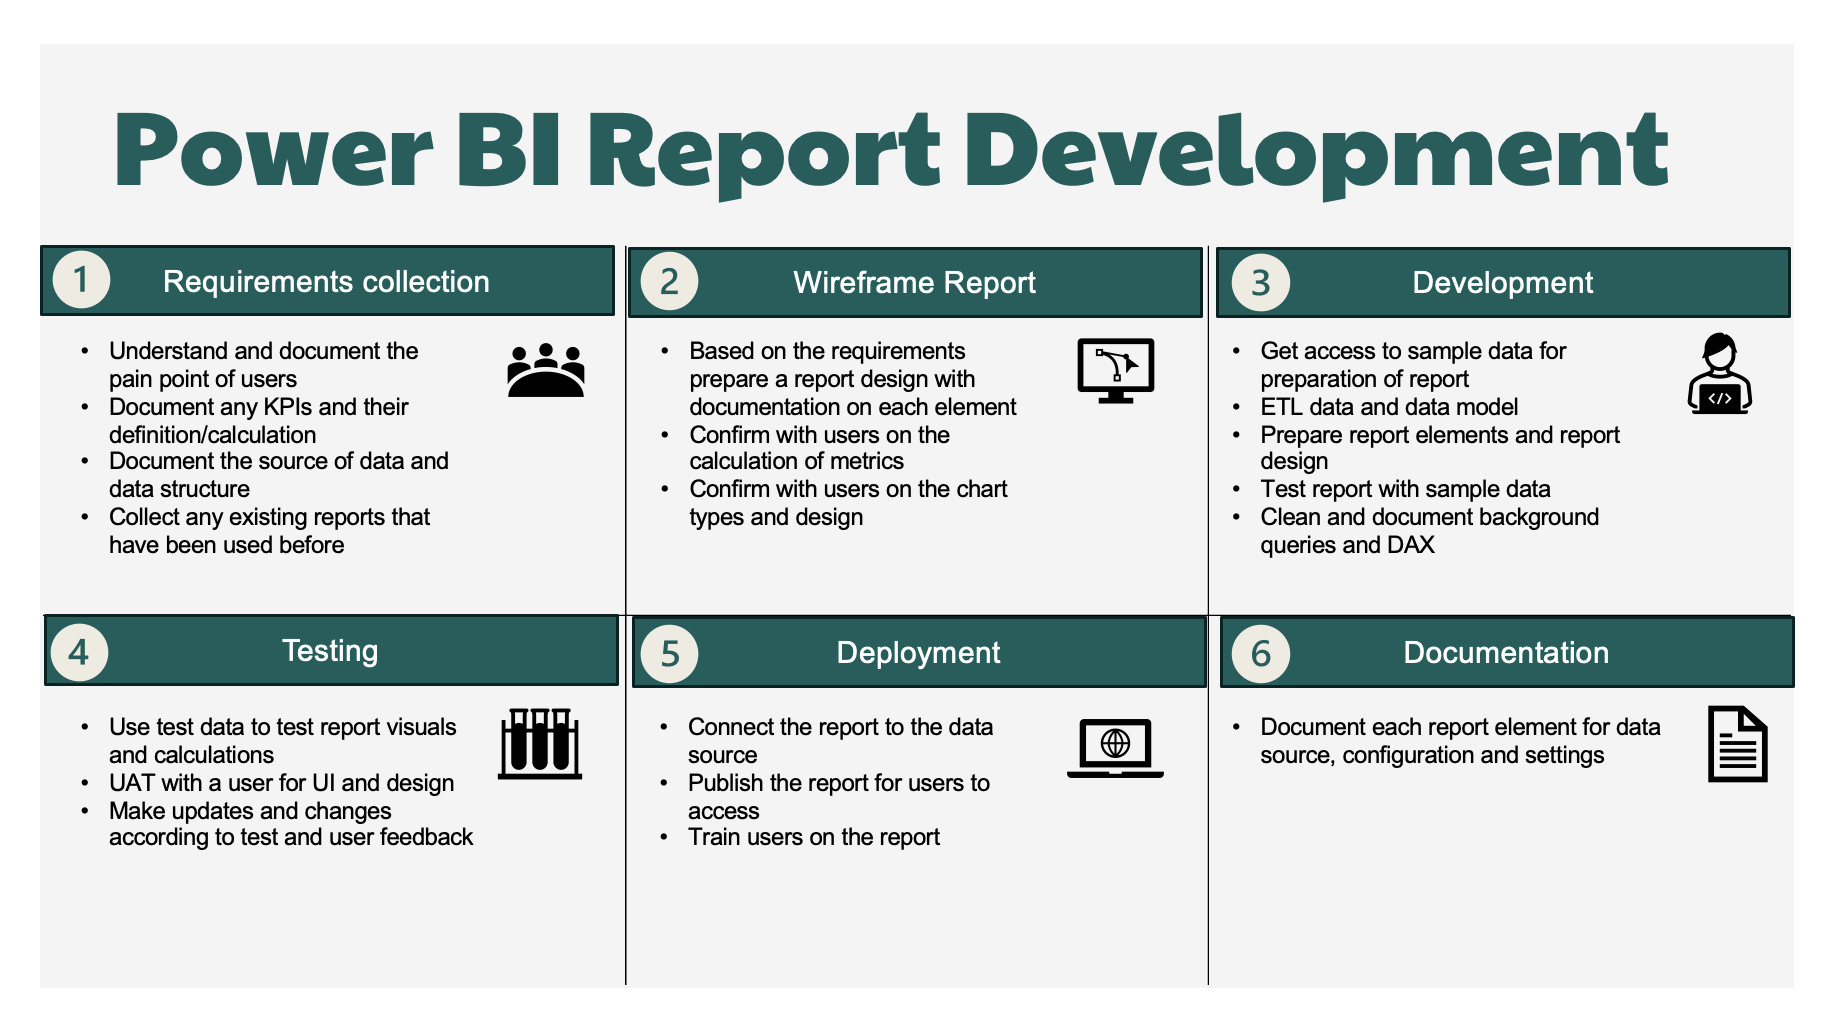 Power BI Report Development
1 Requirements collection
• Understand and document the
pain point of users
• Document any KPIs and their
definition/calculation
• Document the source of data and
data structure
• Collect any existing reports that
have been used before
2 Wireframe Report
• Based on the requirements
prepare a report design with
documentation on each element
• Confirm with users on the
calculation of metrics
• Confirm with users on the chart
types and design
3 Development
• Get access to sample data for
preparation of report
• ETL data and data model
• Prepare report elements and report
design
• Test report with sample data
• Clean and document background
queries and DAX
</>
4 Testing
• Use test data to test report visuals
and calculations
• UAT with a user for UI and design
• Make updates and changes
according to test and user feedback
5 Deployment
• Connect the report to the data
source
• Publish the report for users to
access
• Train users on the report
6 Documentation
• Document each report element for data
source, configuration and settings